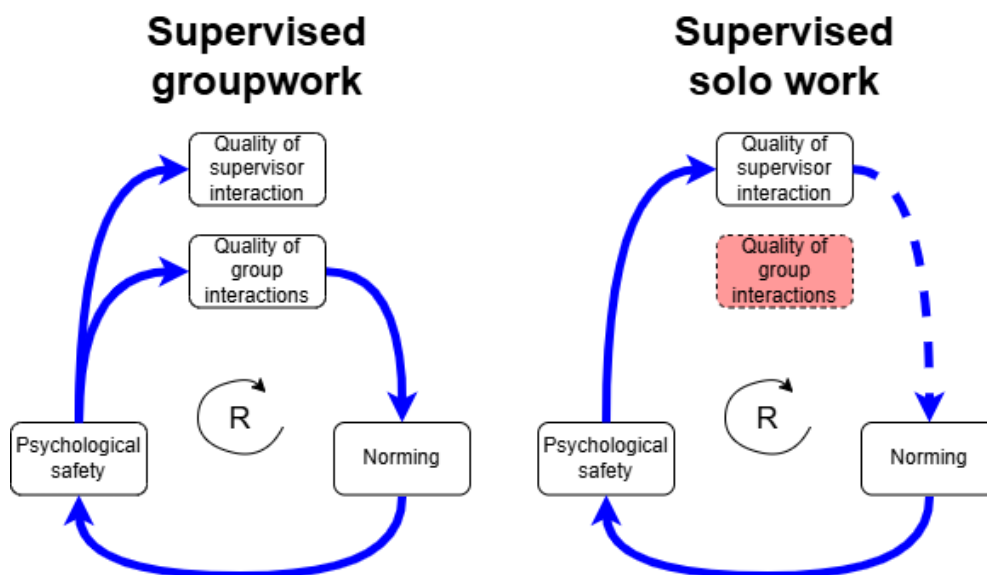 Supervised
groupwork
Quality of
supervisor
interaction
Quality of
group
interactions
R
Psychological
safety
Norming
Supervised
solo work
Quality of
supervisor
interaction
Quality of
group
interactions
R
Psychological
safety
Norming